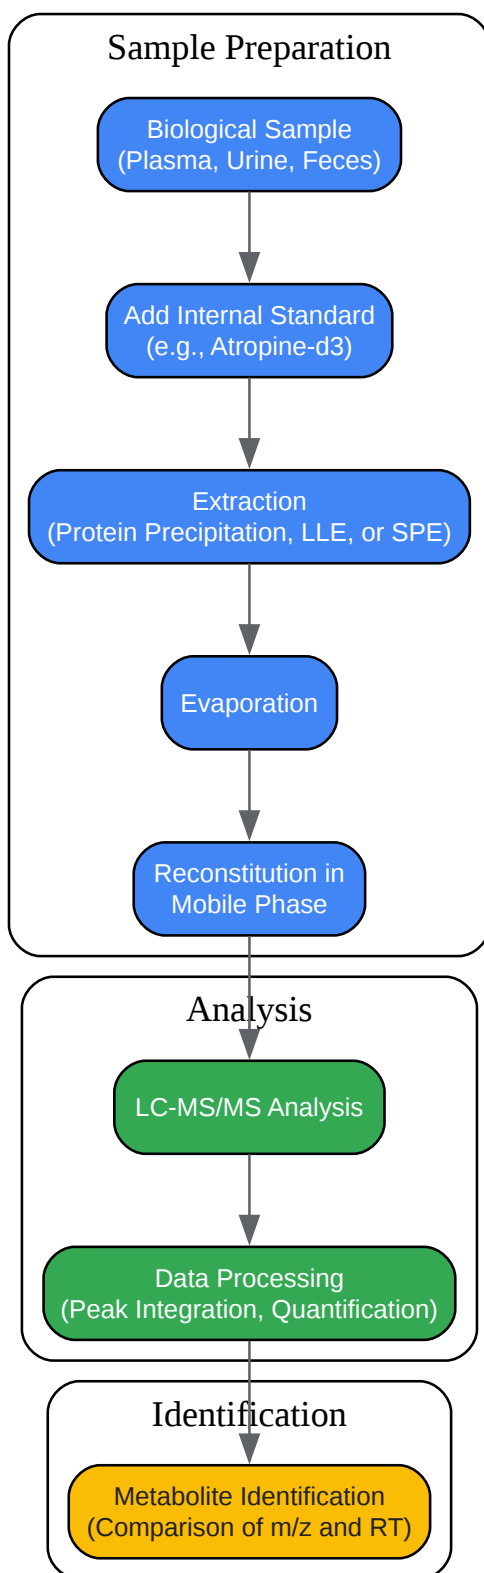 Sample Preparation
Biological Sample
(Plasma, Urine, Feces)
Add Internal Standard
(e.g., Atropine-d3)
Extraction
(Protein Precipitation, LLE, or SPE)
Evaporation
Reconstitution in
Mobile Phase
Analysis
LC-MS/MS Analysis
Data Processing
(Peak Integration, Quantification)
Identification
Metabolite Identification
(Comparison of m/z and RT)